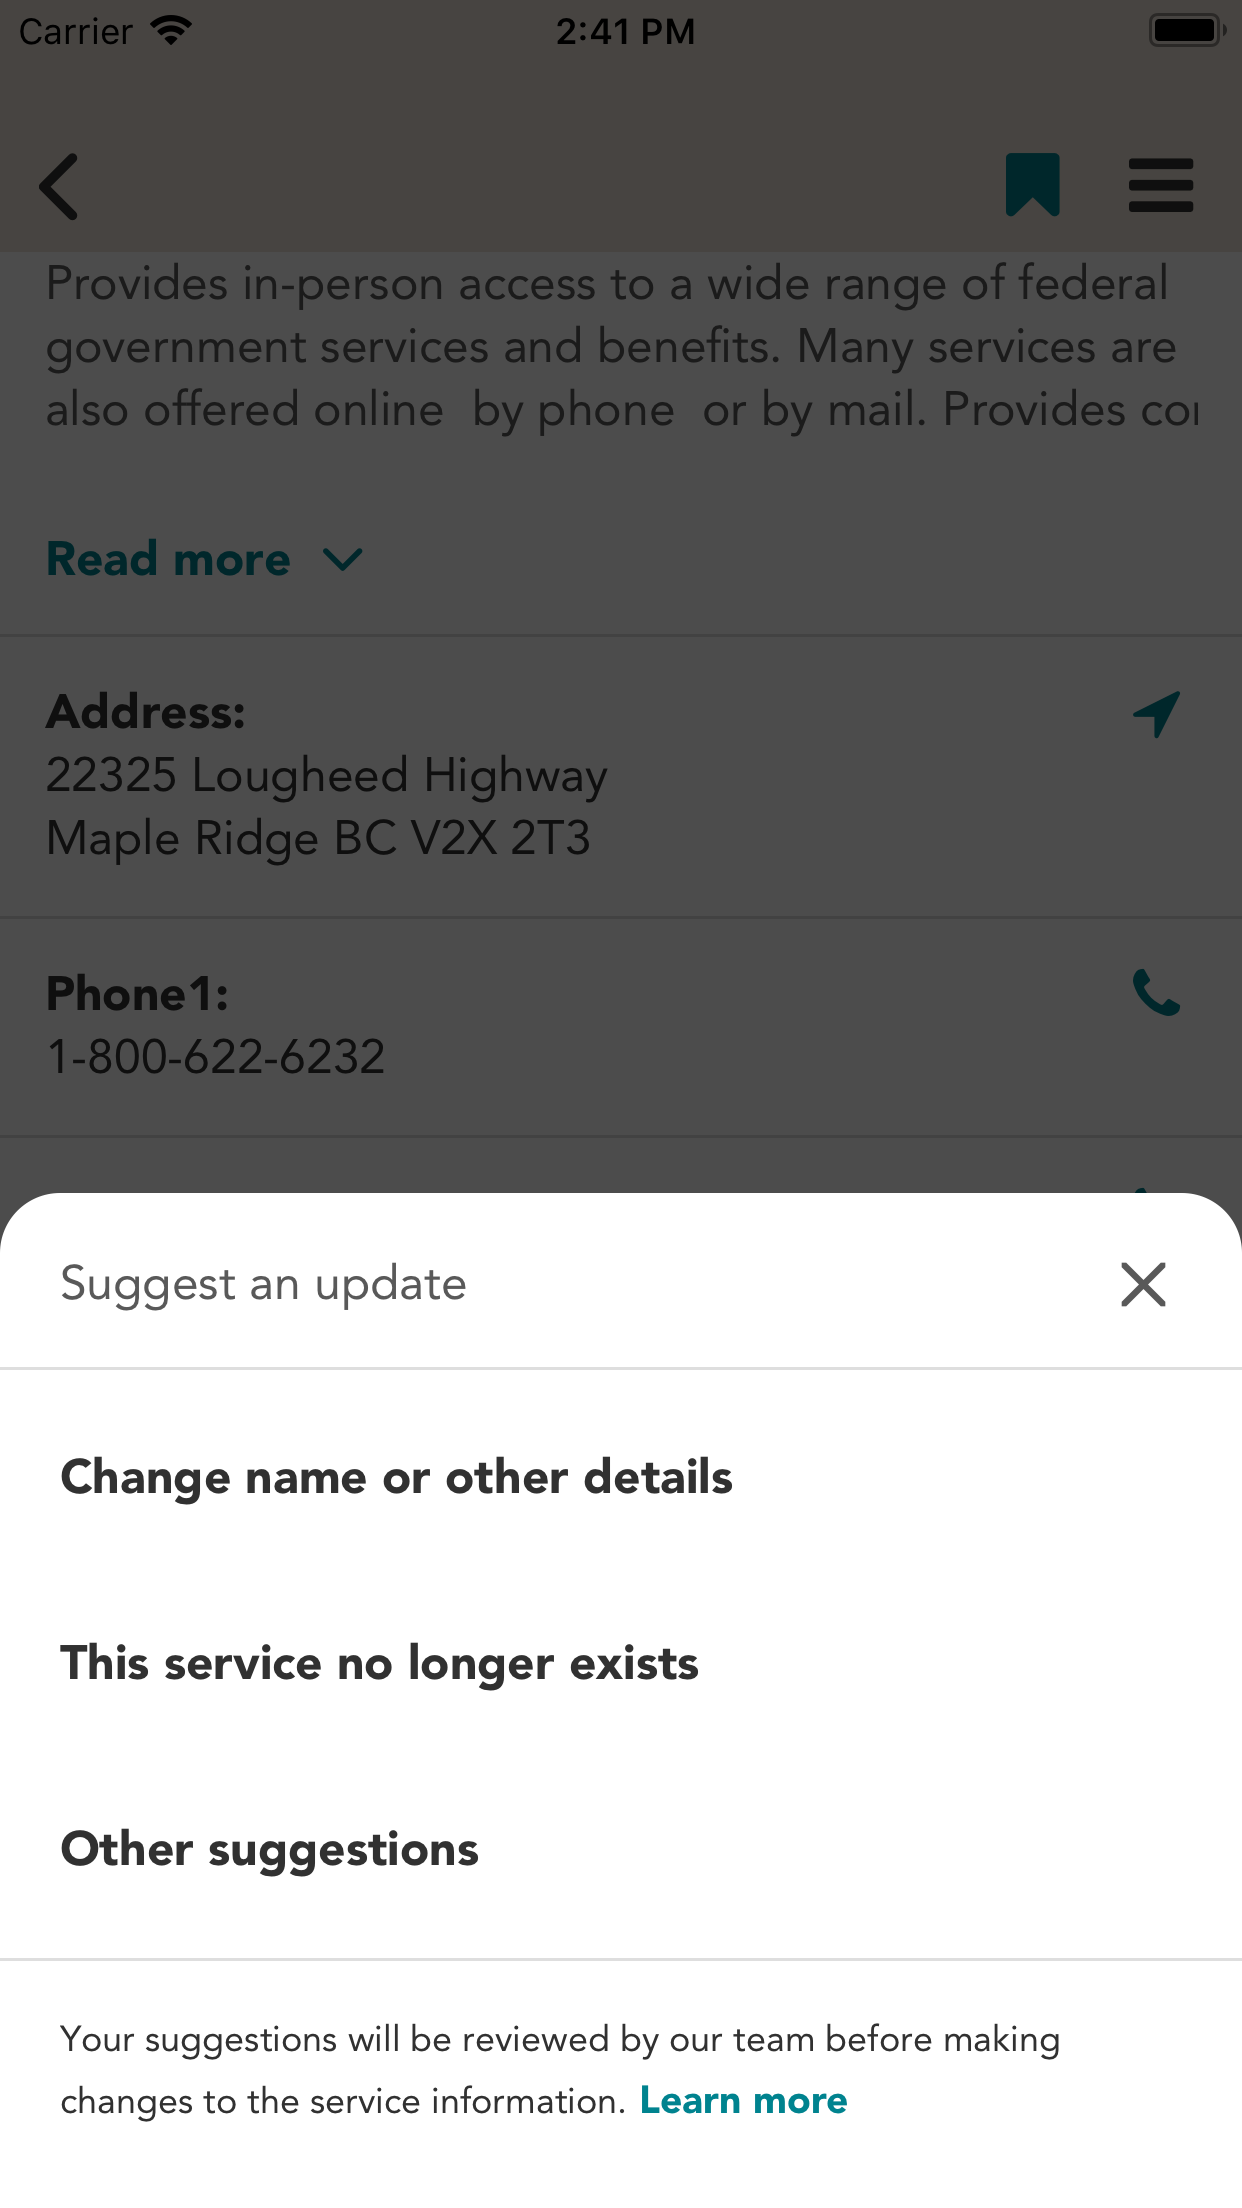 Carrier 2:41 PM
Provides in-person access to a wide range of federal
government services and benefits. Many services are
also offered online  by phone  or by mail. Provides
Read more
Address:
22325 Lougheed Highway
Maple Ridge BC V2X 2T3
Phone1:
1-800-622-6232
Suggest an update
Change name or other details
This service no longer exists
Other suggestions
Your suggestions will be reviewed by our team before making
changes to the service information. Learn more